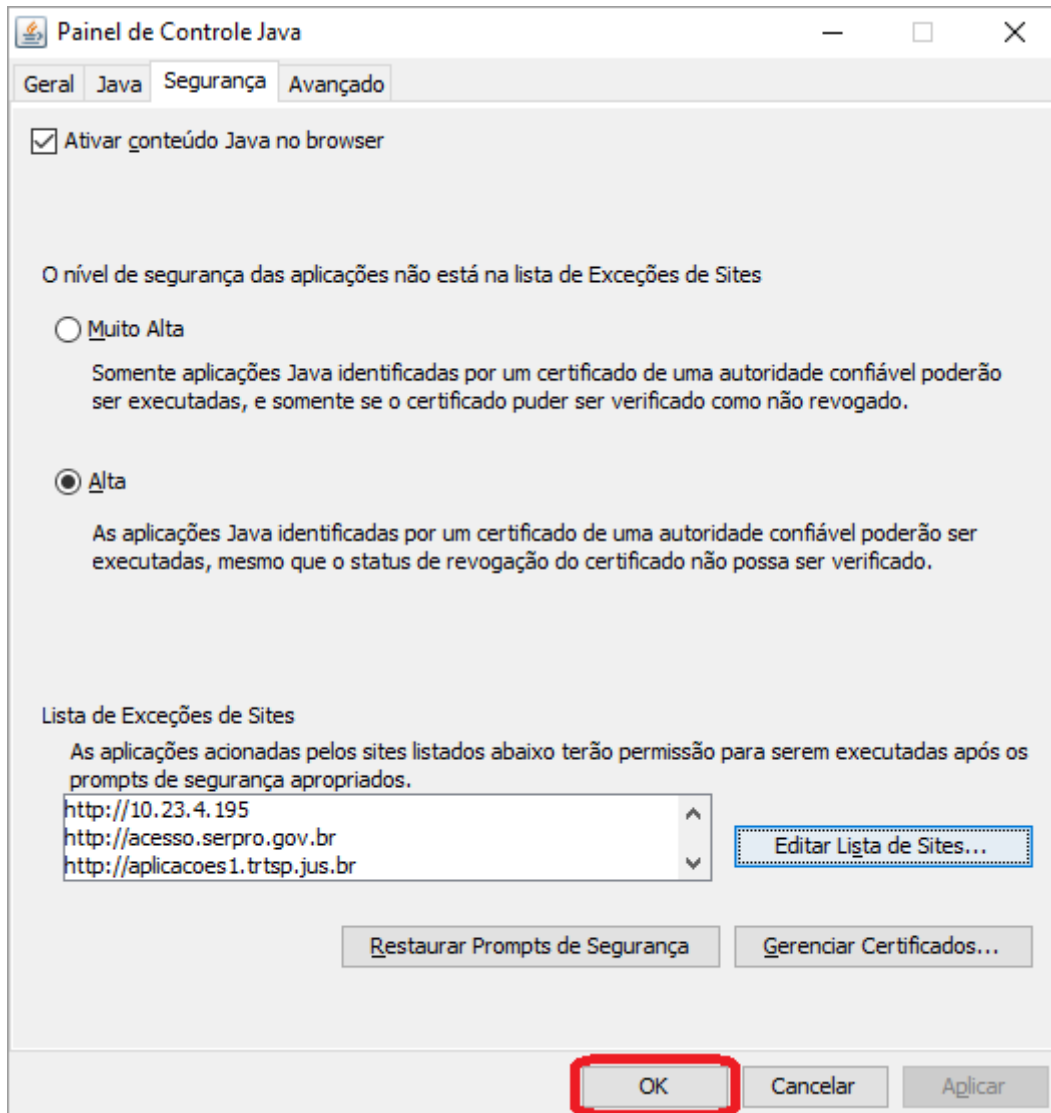 Painel de Controle Java
Geral Java Segurança Avançado
Ativar conteúdo Java no browser
O nível de segurança das aplicações não está na lista de Exceções de Sites
Muito Alta
Somente aplicações Java identificadas por um certificado de uma autoridade confiável poderão
ser executadas, e somente se o certificado puder ser verificado como não revogado.
Alta
As aplicações Java identificadas por um certificado de uma autoridade confiável poderão ser
executadas, mesmo que o status de revogação do certificado não possa ser verificado.
Lista de Exceções de Sites
As aplicações acionadas pelos sites listados abaixo terão permissão para serem executadas após os
prompts de segurança apropriados.
http://10.23.4.195
http://acesso.serpro.gov.br
http://aplicacoes1.trtsp.jus.br
Editar Lista de Sites...
Restaurar Prompts de Segurança Gerenciar Certificados...
OK Cancelar Aplicar